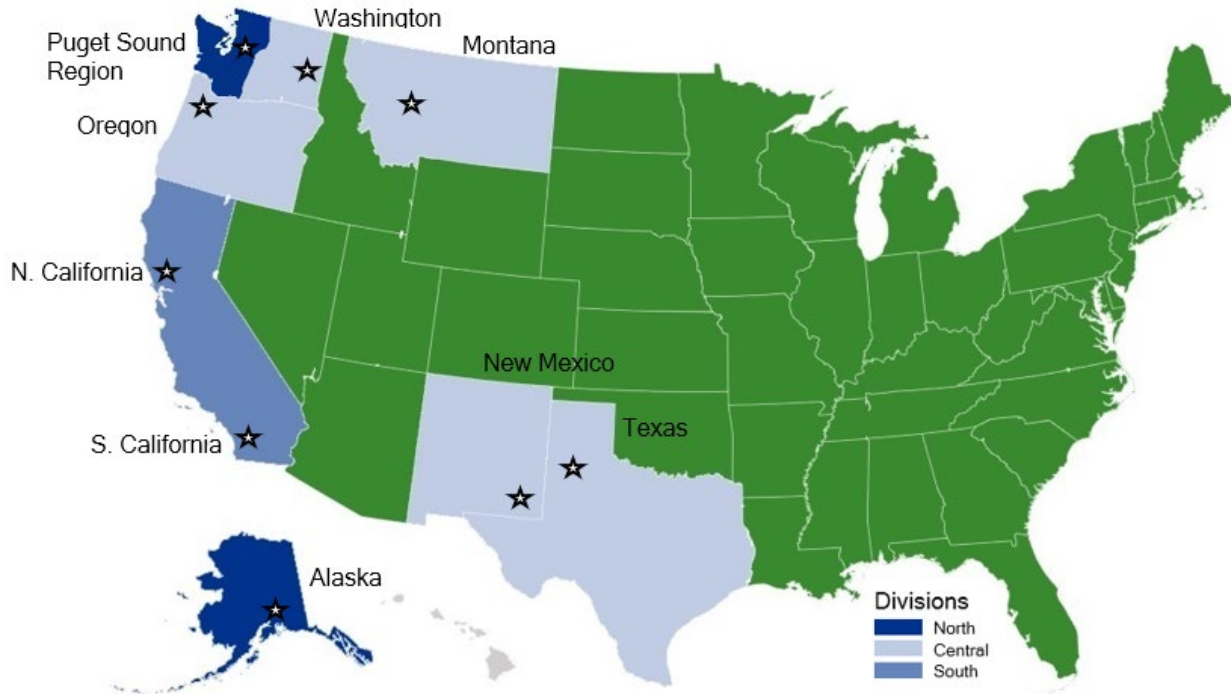 Washington
Puget Sound
Region
Montana
Oregon
N. California
New Mexico
Texas
S. California
Alaska
Divisions
North
Central
South